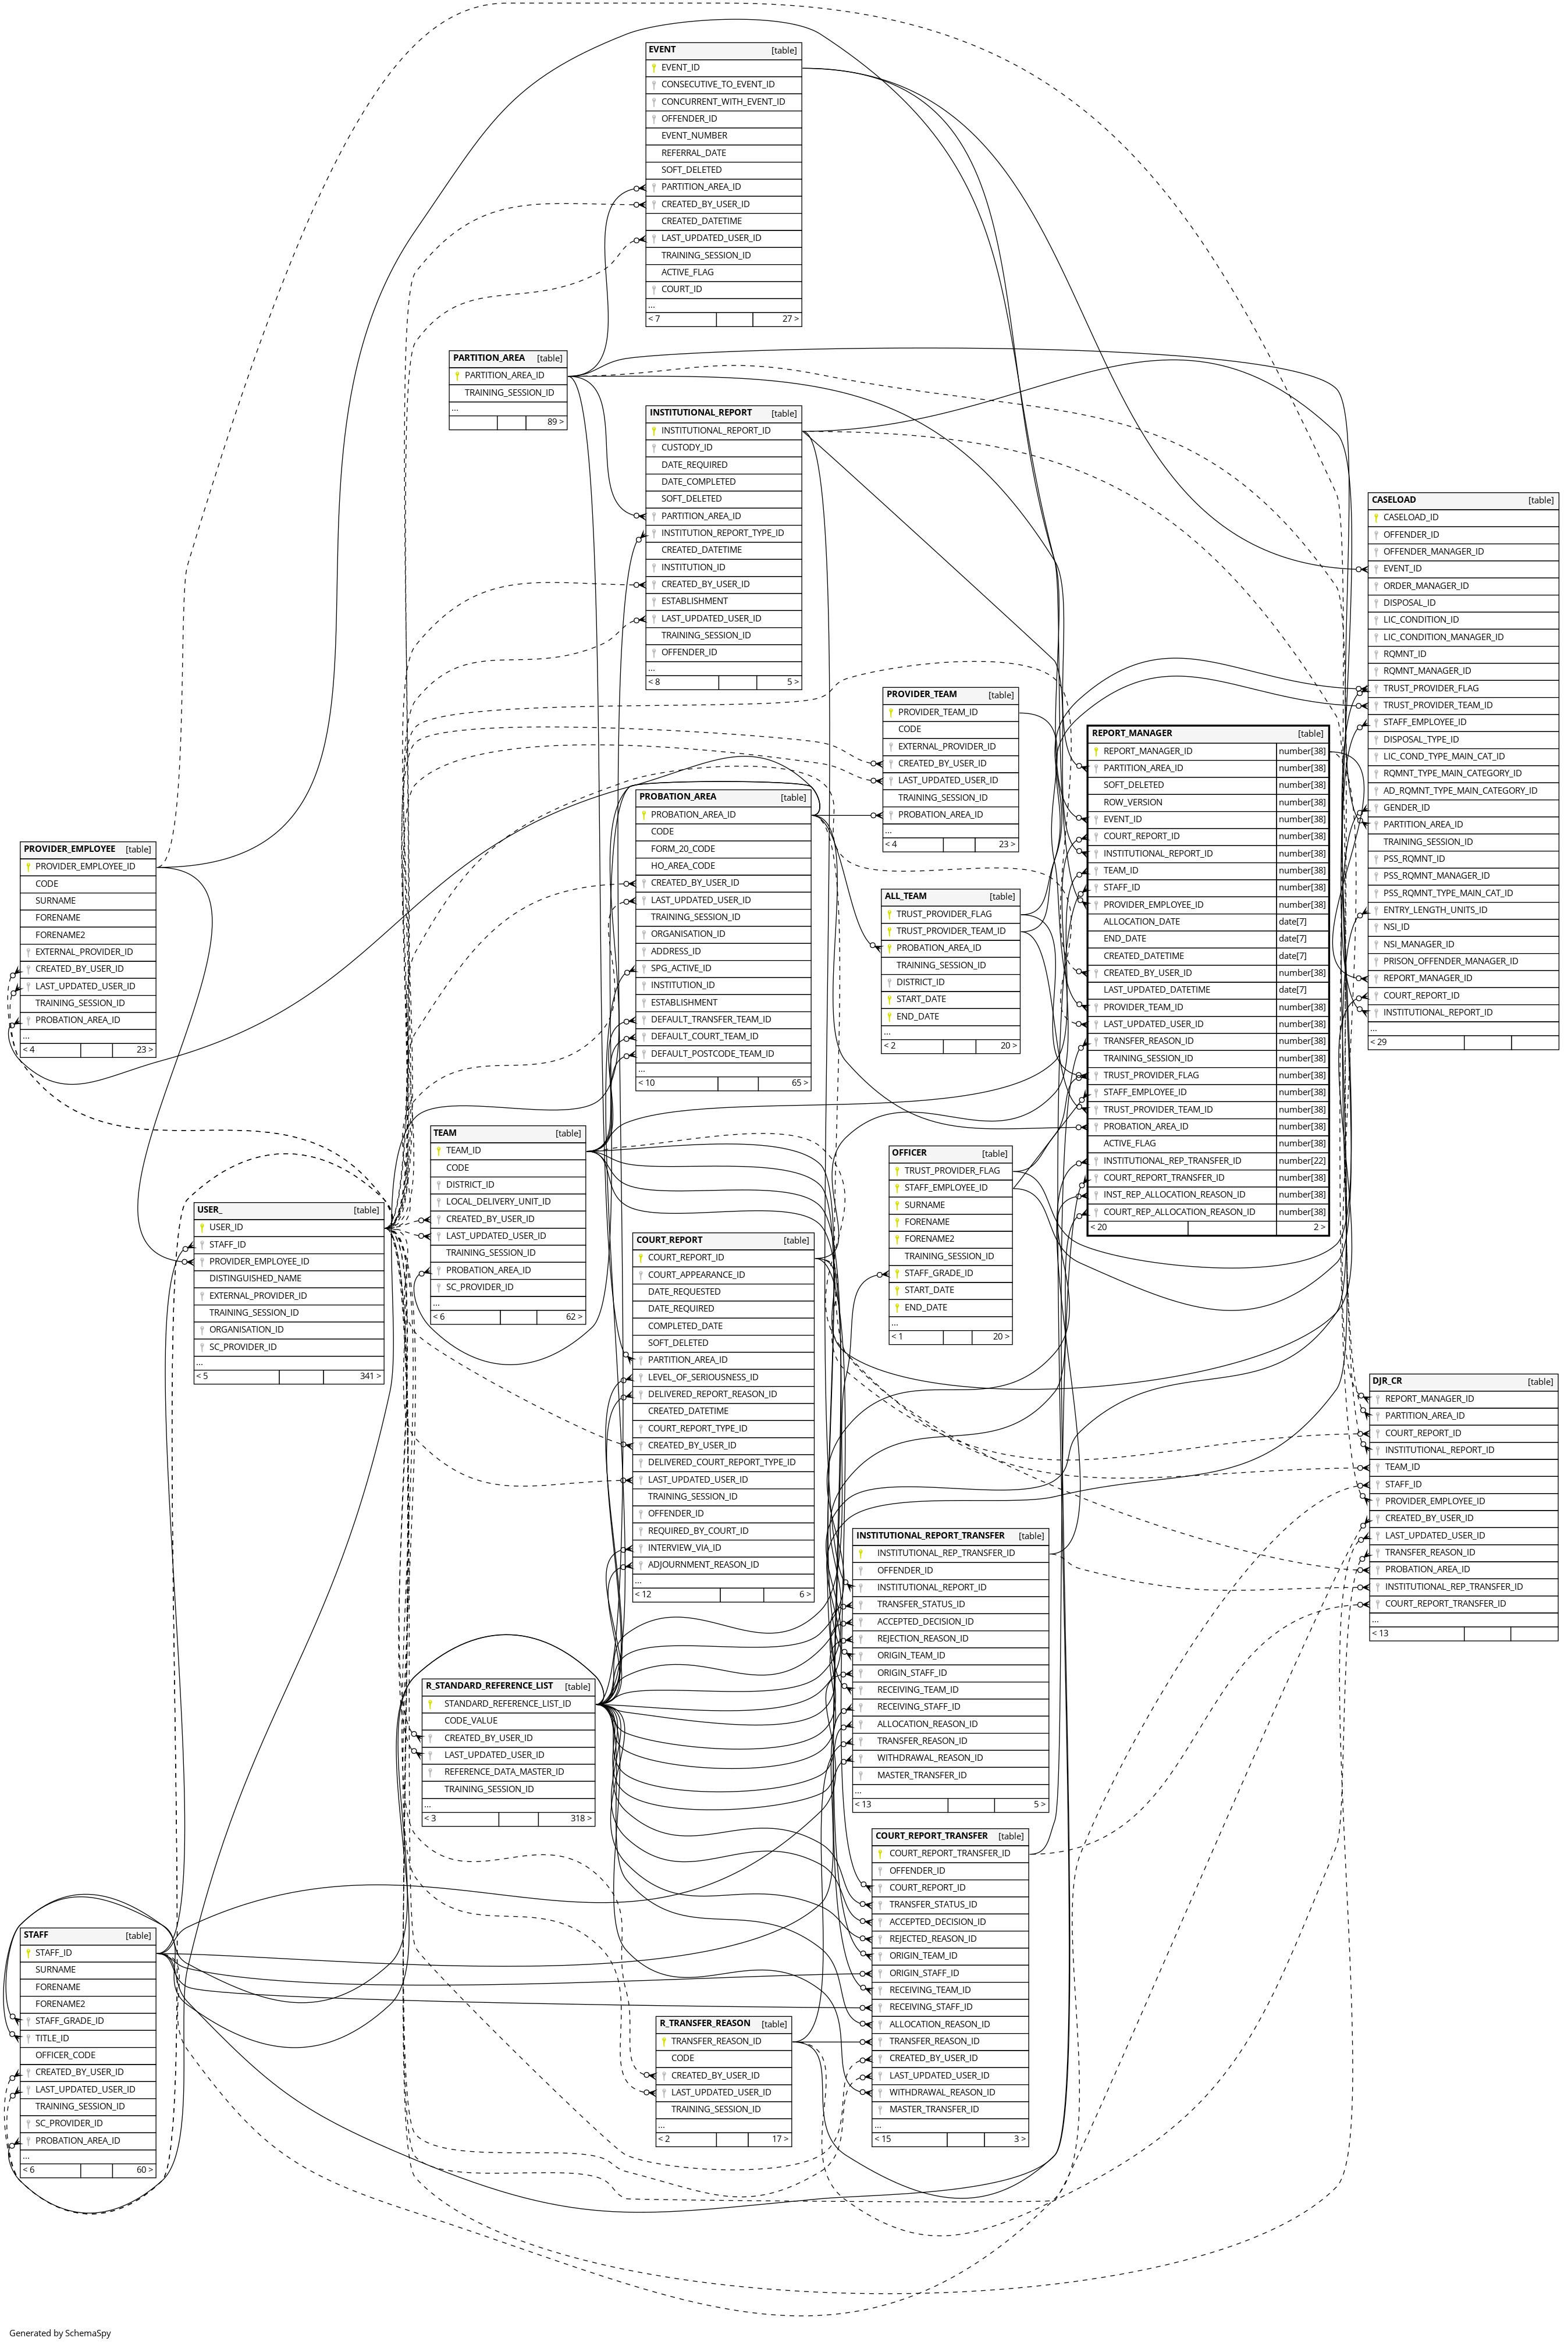 EVENT [table]
EVENT_ID
CONSECUTIVE_TO_EVENT_ID
CONCURRENT_WITH_EVENT_ID
OFFENDER_ID
EVENT_NUMBER
REFERRAL_DATE
SOFT_DELETED
PARTITION_AREA_ID
CREATED_BY_USER_ID
CREATED_DATETIME
LAST_UPDATED_USER_ID
TRAINING_SESSION_ID
ACTIVE_FLAG
COURT_ID
...
< 7 27 >
PARTITION_AREA [table]
PARTITION_AREA_ID
TRAINING_SESSION_ID
...
89 >
INSTITUTIONAL_REPORT [table]
INSTITUTIONAL_REPORT_ID
CUSTODY_ID
DATE_REQUIRED
DATE_COMPLETED
SOFT_DELETED
PARTITION_AREA_ID
INSTITUTION_REPORT_TYPE_ID
CREATED_DATETIME
INSTITUTION_ID
CREATED_BY_USER_ID
ESTABLISHMENT
LAST_UPDATED_USER_ID
TRAINING_SESSION_ID
OFFENDER_ID
...
< 8 5 >
CASELOAD [table]
CASELOAD_ID
OFFENDER_ID
OFFENDER_MANAGER_ID
EVENT_ID
ORDER_MANAGER_ID
DISPOSAL_ID
LIC_CONDITION_ID
LIC_CONDITION_MANAGER_ID
RQMNT_ID
RQMNT_MANAGER_ID
TRUST_PROVIDER_FLAG
TRUST_PROVIDER_TEAM_ID
STAFF_EMPLOYEE_ID
DISPOSAL_TYPE_ID
LIC_COND_TYPE_MAIN_CAT_ID
RQMNT_TYPE_MAIN_CATEGORY_ID
AD_RQMNT_TYPE_MAIN_CATEGORY_ID
GENDER_ID
PARTITION_AREA_ID
TRAINING_SESSION_ID
PSS_RQMNT_ID
PSS_RQMNT_MANAGER_ID
PSS_RQMNT_TYPE_MAIN_CAT_ID
ENTRY_LENGTH_UNITS_ID
NSI_ID
NSI_MANAGER_ID
PRISON_OFFENDER_MANAGER_ID
REPORT_MANAGER_ID
COURT_REPORT_ID
INSTITUTIONAL_REPORT_ID
...
< 29
PROVIDER_TEAM [table]
PROVIDER_TEAM_ID
CODE
EXTERNAL_PROVIDER_ID
CREATED_BY_USER_ID
LAST_UPDATED_USER_ID
TRAINING_SESSION_ID
PROBATION_AREA_ID
...
< 4 23 >
REPORT_MANAGER [table]
REPORT_MANAGER_ID number[38]
PARTITION_AREA_ID number[38]
SOFT_DELETED number[38]
ROW_VERSION number[38]
EVENT_ID number[38]
COURT_REPORT_ID number[38]
INSTITUTIONAL_REPORT_ID number[38]
TEAM_ID number[38]
STAFF_ID number[38]
PROVIDER_EMPLOYEE_ID number[38]
ALLOCATION_DATE date[7]
END_DATE date[7]
CREATED_DATETIME date[7]
CREATED_BY_USER_ID number[38]
LAST_UPDATED_DATETIME date[7]
PROVIDER_TEAM_ID number[38]
LAST_UPDATED_USER_ID number[38]
TRANSFER_REASON_ID number[38]
TRAINING_SESSION_ID number[38]
TRUST_PROVIDER_FLAG number[38]
STAFF_EMPLOYEE_ID number[38]
TRUST_PROVIDER_TEAM_ID number[38]
PROBATION_AREA_ID number[38]
ACTIVE_FLAG number[38]
INSTITUTIONAL_REP_TRANSFER_ID number[22]
COURT_REPORT_TRANSFER_ID number[38]
INST_REP_ALLOCATION_REASON_ID number[38]
COURT_REP_ALLOCATION_REASON_ID number[38]
< 20 2 >
PROBATION_AREA [table]
PROBATION_AREA_ID
CODE
FORM_20_CODE
HO_AREA_CODE
CREATED_BY_USER_ID
LAST_UPDATED_USER_ID
TRAINING_SESSION_ID
ORGANISATION_ID
ADDRESS_ID
SPG_ACTIVE_ID
INSTITUTION_ID
ESTABLISHMENT
DEFAULT_TRANSFER_TEAM_ID
DEFAULT_COURT_TEAM_ID
DEFAULT_POSTCODE_TEAM_ID
...
< 10 65 >
PROVIDER_EMPLOYEE [table]
PROVIDER_EMPLOYEE_ID
CODE
SURNAME
FORENAME
FORENAME2
EXTERNAL_PROVIDER_ID
CREATED_BY_USER_ID
LAST_UPDATED_USER_ID
TRAINING_SESSION_ID
PROBATION_AREA_ID
...
< 4 23 >
ALL_TEAM [table]
TRUST_PROVIDER_FLAG
TRUST_PROVIDER_TEAM_ID
PROBATION_AREA_ID
TRAINING_SESSION_ID
DISTRICT_ID
START_DATE
END_DATE
...
< 2 20 >
TEAM [table]
TEAM_ID
CODE
DISTRICT_ID
LOCAL_DELIVERY_UNIT_ID
CREATED_BY_USER_ID
LAST_UPDATED_USER_ID
TRAINING_SESSION_ID
PROBATION_AREA_ID
SC_PROVIDER_ID
...
< 6 62 >
OFFICER [table]
TRUST_PROVIDER_FLAG
STAFF_EMPLOYEE_ID
SURNAME
FORENAME
FORENAME2
TRAINING_SESSION_ID
STAFF_GRADE_ID
START_DATE
END_DATE
...
< 1 20 >
USER_ [table]
USER_ID
STAFF_ID
PROVIDER_EMPLOYEE_ID
DISTINGUISHED_NAME
EXTERNAL_PROVIDER_ID
TRAINING_SESSION_ID
ORGANISATION_ID
SC_PROVIDER_ID
...
< 5 341 >
COURT_REPORT [table]
COURT_REPORT_ID
COURT_APPEARANCE_ID
DATE_REQUESTED
DATE_REQUIRED
COMPLETED_DATE
SOFT_DELETED
PARTITION_AREA_ID
LEVEL_OF_SERIOUSNESS_ID
DELIVERED_REPORT_REASON_ID
CREATED_DATETIME
COURT_REPORT_TYPE_ID
CREATED_BY_USER_ID
DELIVERED_COURT_REPORT_TYPE_ID
LAST_UPDATED_USER_ID
TRAINING_SESSION_ID
OFFENDER_ID
REQUIRED_BY_COURT_ID
INTERVIEW_VIA_ID
ADJOURNMENT_REASON_ID
...
< 12 6 >
DJR_CR [table]
REPORT_MANAGER_ID
PARTITION_AREA_ID
COURT_REPORT_ID
INSTITUTIONAL_REPORT_ID
TEAM_ID
STAFF_ID
PROVIDER_EMPLOYEE_ID
CREATED_BY_USER_ID
LAST_UPDATED_USER_ID
TRANSFER_REASON_ID
PROBATION_AREA_ID
INSTITUTIONAL_REP_TRANSFER_ID
COURT_REPORT_TRANSFER_ID
...
< 13
INSTITUTIONAL_REPORT_TRANSFER [table]
INSTITUTIONAL_REP_TRANSFER_ID
OFFENDER_ID
INSTITUTIONAL_REPORT_ID
TRANSFER_STATUS_ID
ACCEPTED_DECISION_ID
REJECTION_REASON_ID
ORIGIN_TEAM_ID
ORIGIN_STAFF_ID
RECEIVING_TEAM_ID
RECEIVING_STAFF_ID
ALLOCATION_REASON_ID
TRANSFER_REASON_ID
WITHDRAWAL_REASON_ID
MASTER_TRANSFER_ID
...
< 13 5 >
R_STANDARD_REFERENCE_LIST [table]
STANDARD_REFERENCE_LIST_ID
CODE_VALUE
CREATED_BY_USER_ID
LAST_UPDATED_USER_ID
REFERENCE_DATA_MASTER_ID
TRAINING_SESSION_ID
...
< 3 318 >
COURT_REPORT_TRANSFER [table]
COURT_REPORT_TRANSFER_ID
OFFENDER_ID
COURT_REPORT_ID
TRANSFER_STATUS_ID
ACCEPTED_DECISION_ID
REJECTED_REASON_ID
ORIGIN_TEAM_ID
ORIGIN_STAFF_ID
RECEIVING_TEAM_ID
RECEIVING_STAFF_ID
ALLOCATION_REASON_ID
TRANSFER_REASON_ID
CREATED_BY_USER_ID
LAST_UPDATED_USER_ID
WITHDRAWAL_REASON_ID
MASTER_TRANSFER_ID
...
< 15 3 >
STAFF [table]
STAFF_ID
SURNAME
FORENAME
FORENAME2
STAFF_GRADE_ID
TITLE_ID
OFFICER_CODE
CREATED_BY_USER_ID
LAST_UPDATED_USER_ID
TRAINING_SESSION_ID
SC_PROVIDER_ID
PROBATION_AREA_ID
...
< 6 60 >
R_TRANSFER_REASON [table]
TRANSFER_REASON_ID
CODE
CREATED_BY_USER_ID
LAST_UPDATED_USER_ID
TRAINING_SESSION_ID
...
< 2 17 >
Generated by SchemaSpy